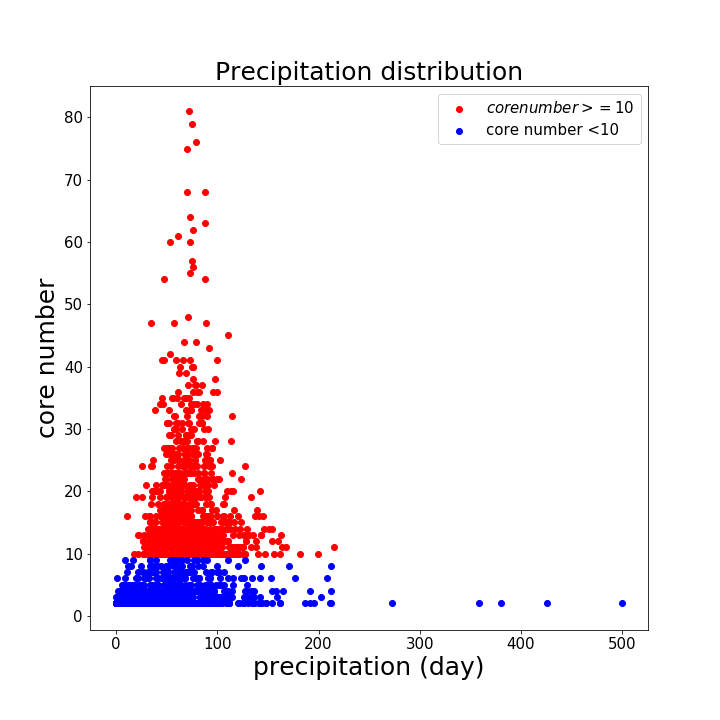 Precipitation distribution
corenumber >= 10
core number <10
80
70
60
50
40
30
20
10
0
core number
0 100 200 300 400 500
precipitation (day)